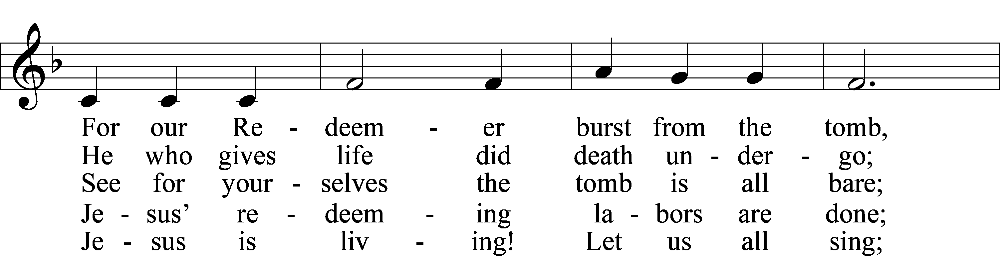 For our Re - deem - er burst from the tomb,
He who gives life did death un - der - go;
See for your - selves the tomb is all bare;
Je - sus’ re - deem - ing la - bors are done;
Je - sus is liv - ing! Let us all sing;